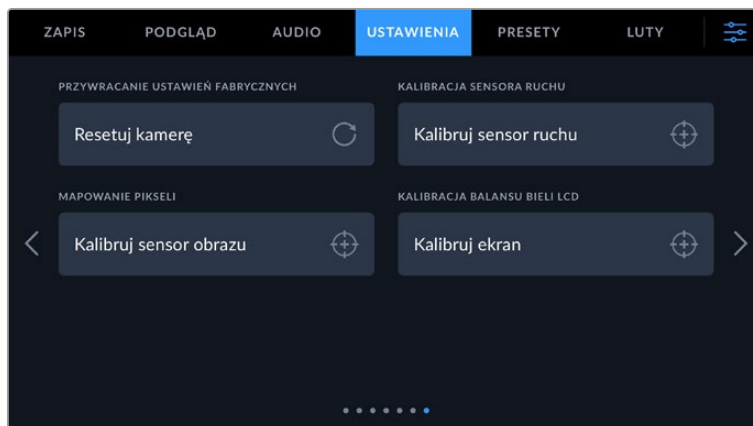 ZAPIS PODGLĄD AUDIO USTAWIENIA PRESETY LUTY
PRZYWRACANIE USTAWIEŃ FABRYCZNYCH
Resetuj kamerę
KALIBRACJA SENSORA RUCHU
Kalibruj sensor ruchu
MAPOWANIE PIKSELI
Kalibruj sensor obrazu
KALIBRACJA BALANSU BIELI LCD
Kalibruj ekran